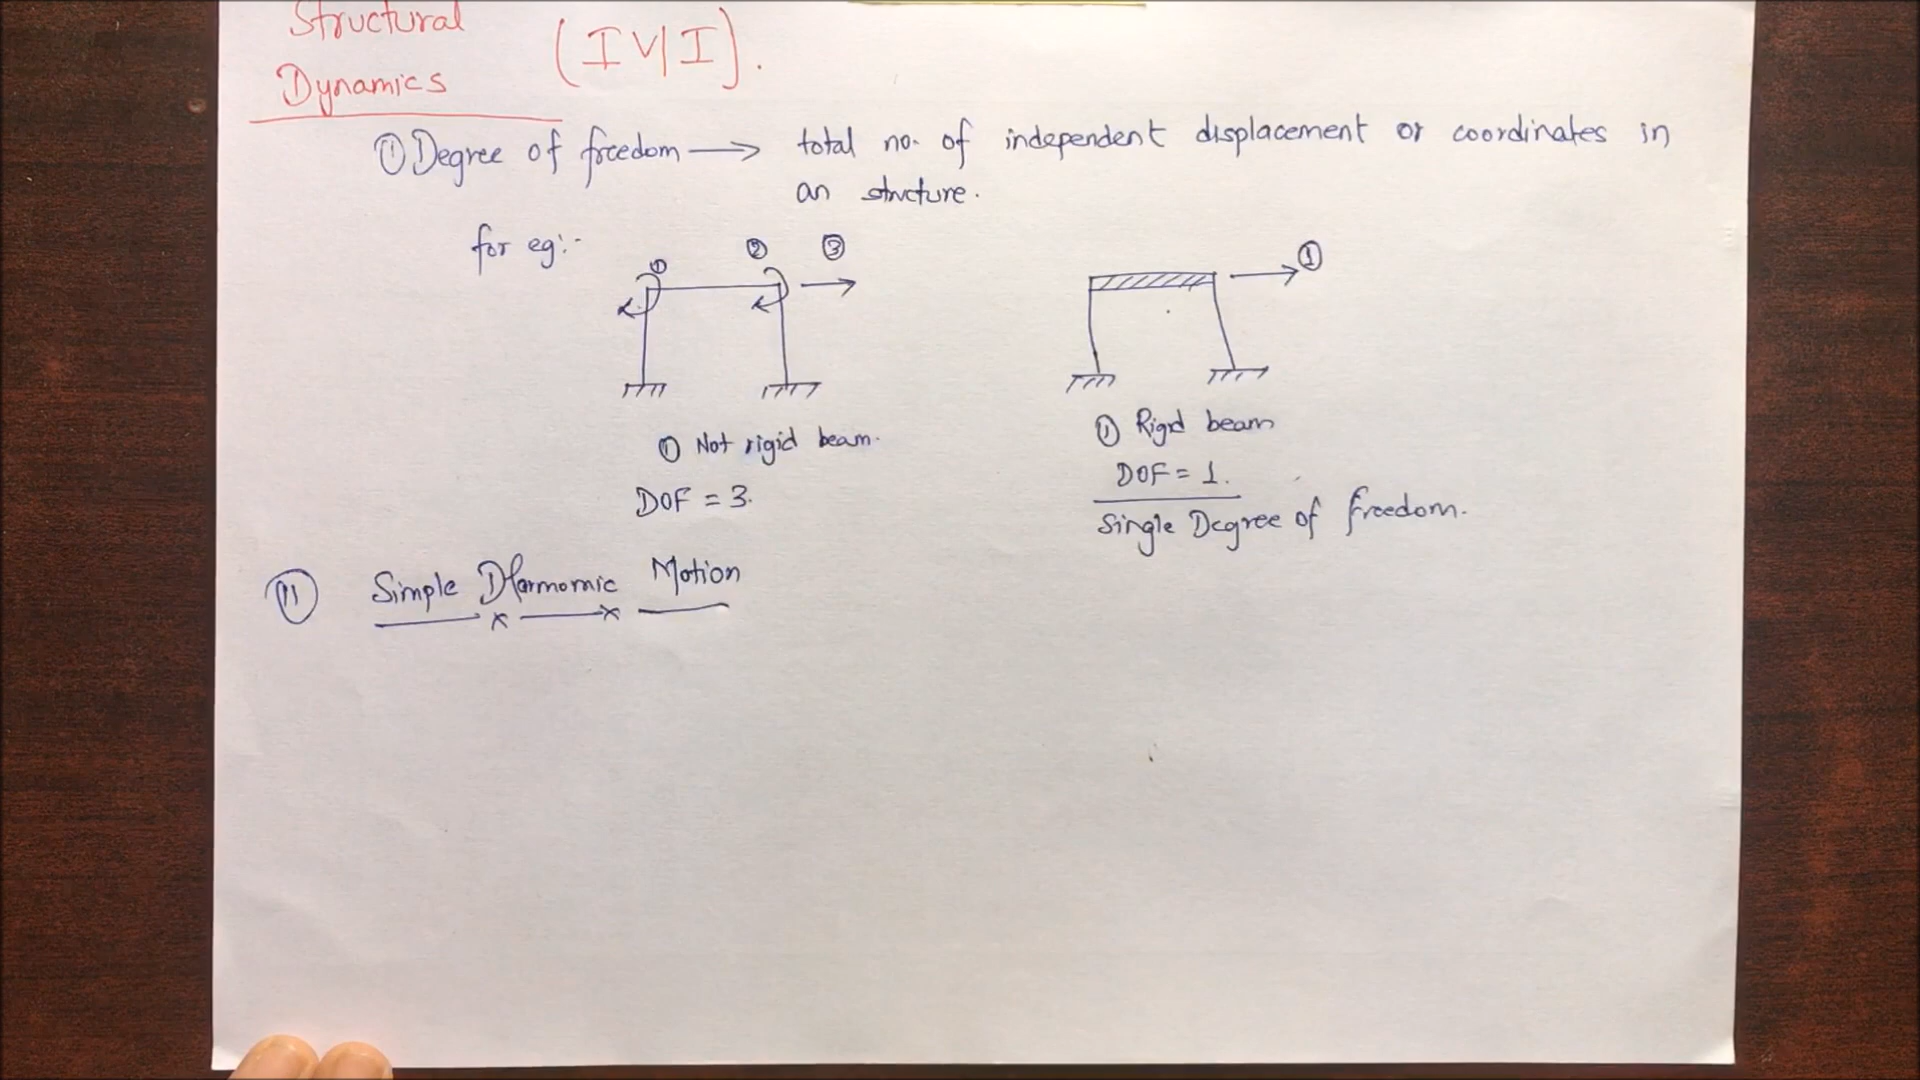 Structural
Dynamics
(IV/I).
① Degree of freedom → total no. of independent displacement or coordinates in
an structure.
for eg:-
① ② ③
①
① Not rigid beam.
DOF = 3.
① Rigid beam
DOF = 1.
Single Degree of freedom.
⑪ Simple Harmomic Motion